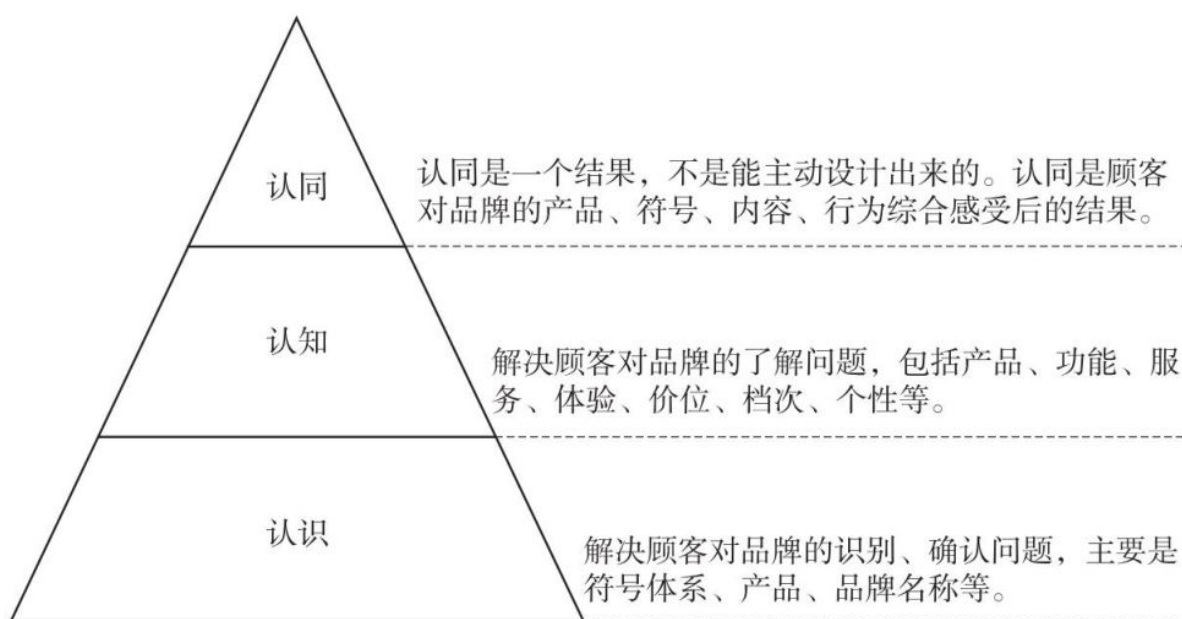 认同
认同是一个结果，不是能主动设计出来的。认同是顾客
对品牌的产品、符号、内容、行为综合感受后的结果。
认知
解决顾客对品牌的了解问题，包括产品、功能、服
务、体验、价位、档次、个性等。
认识
解决顾客对品牌的识别、确认问题，主要是
符号体系、产品、品牌名称等。